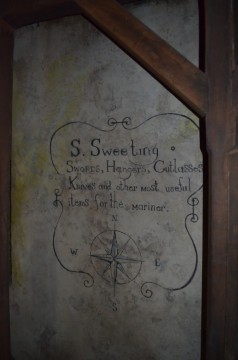 S. Sweeting
Swords, Hangers, Cutlasses
Knives and other most useful
items for the mariner.
N
W E
S